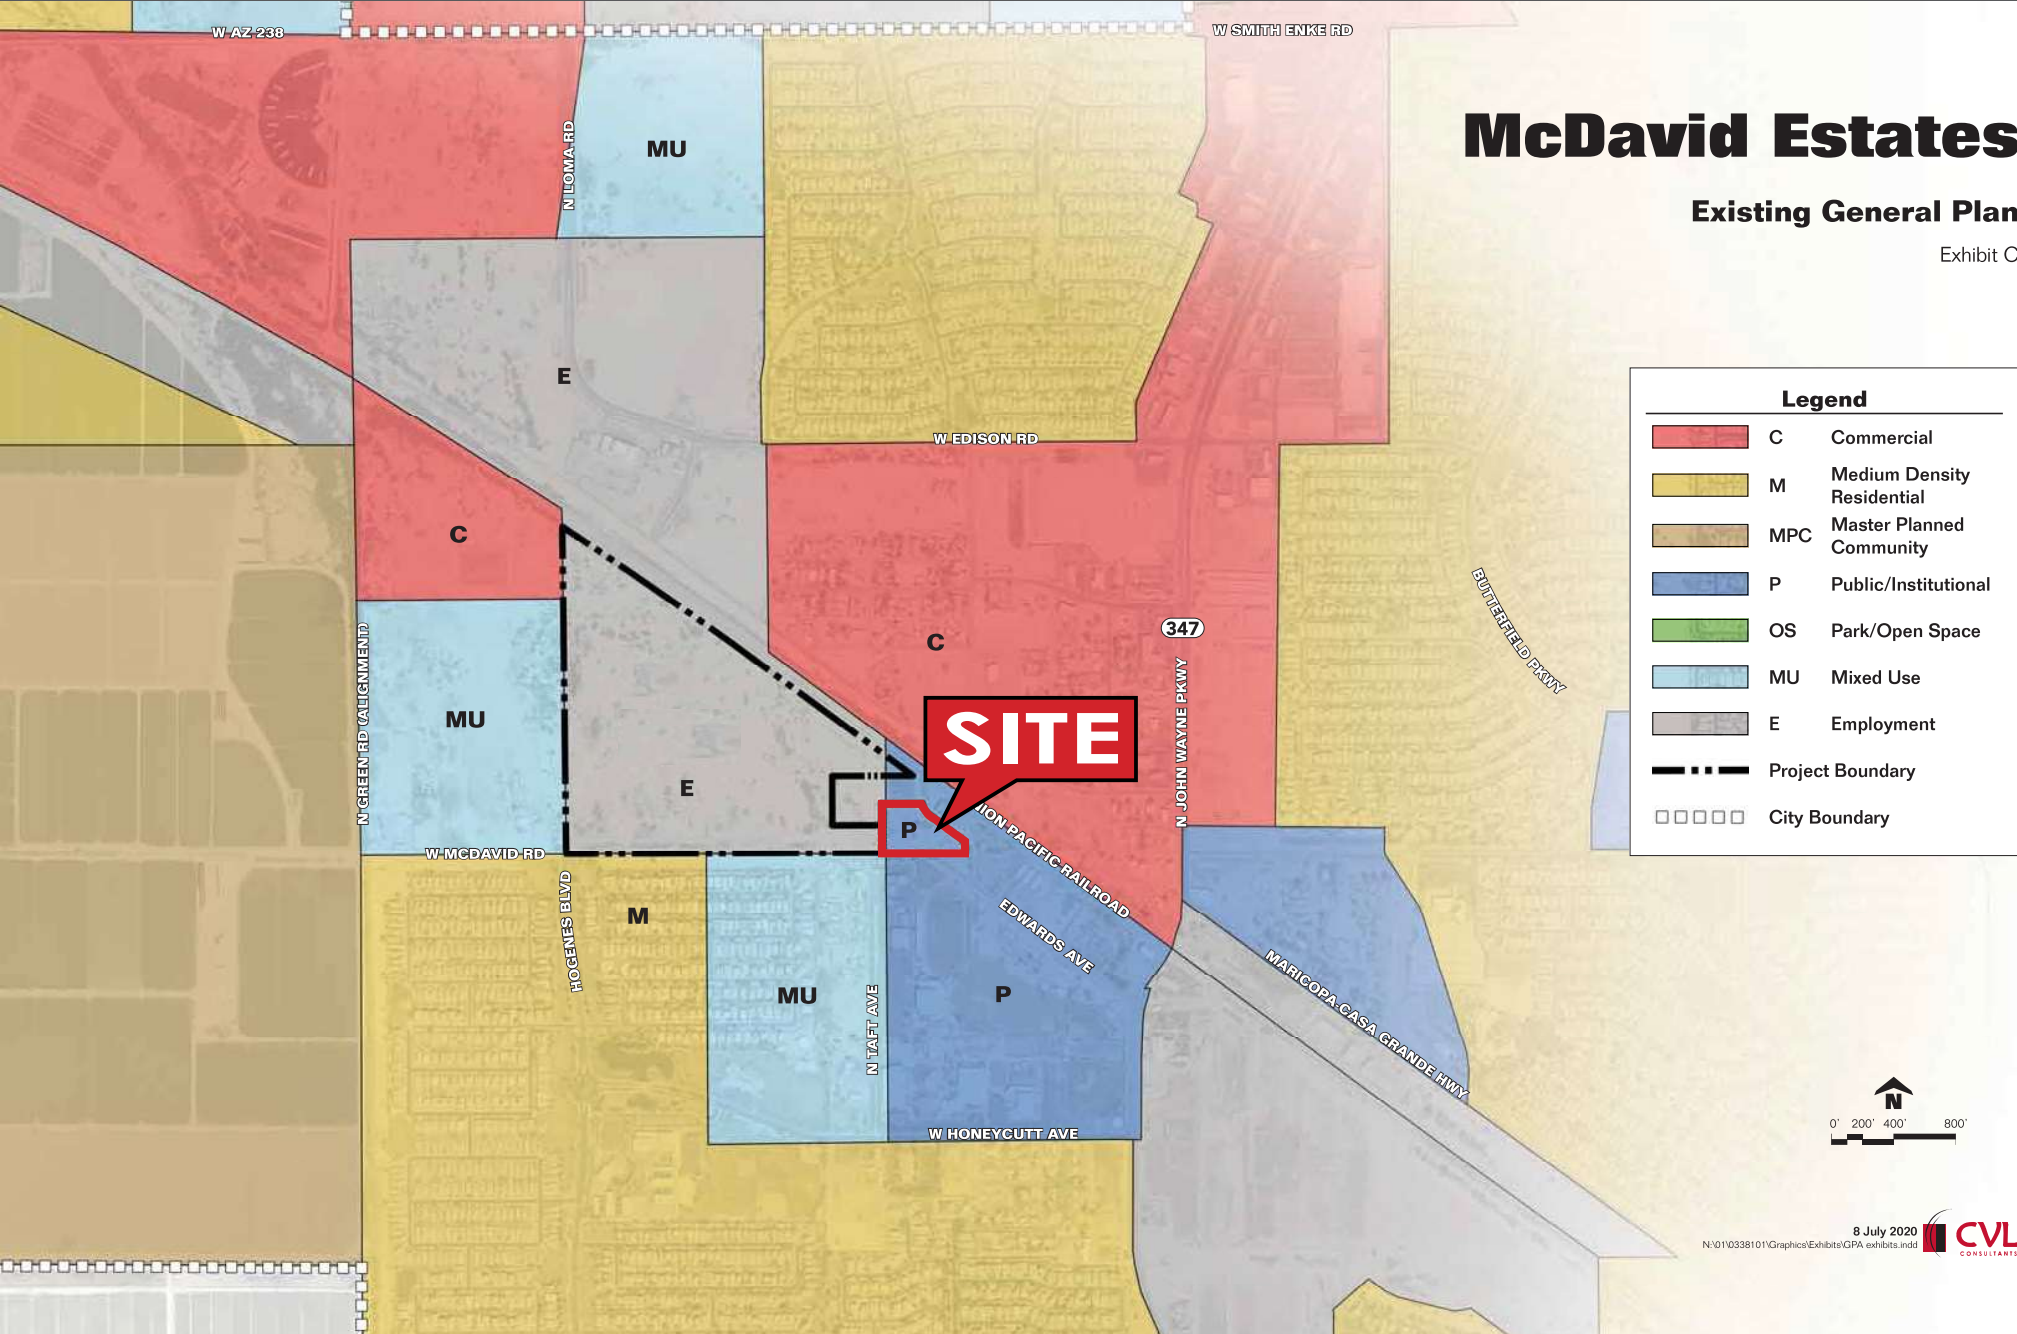 W AZ 238
W SMITH ENKE RD
McDavid Estates
Existing General Plan
Exhibit C
N LOMA RD
MU
E
W EDISON RD
Legend
C Commercial
M Medium Density
Residential
MPC Master Planned
Community
P Public/Institutional
OS Park/Open Space
MU Mixed Use
E Employment
Project Boundary
City Boundary
C
C
347
BUTTERFIELD PKWY
N GREEN RD (ALIGNMENT)
MU
N JOHN WAYNE PKWY
SITE
E
P
ION PACIFIC RAILROAD
W MCDAVID RD
HOGENES BLVD
M
EDWARDS AVE
MU
N TAFT AVE
P
MARICOPA-CASA GRANDE HWY
W HONEYCUTT AVE
N
0' 200' 400' 800'
8 July 2020
N:\01\0338101\Graphics\Exhibits\GPA exhibits.indd
CVL
CONSULTANTS